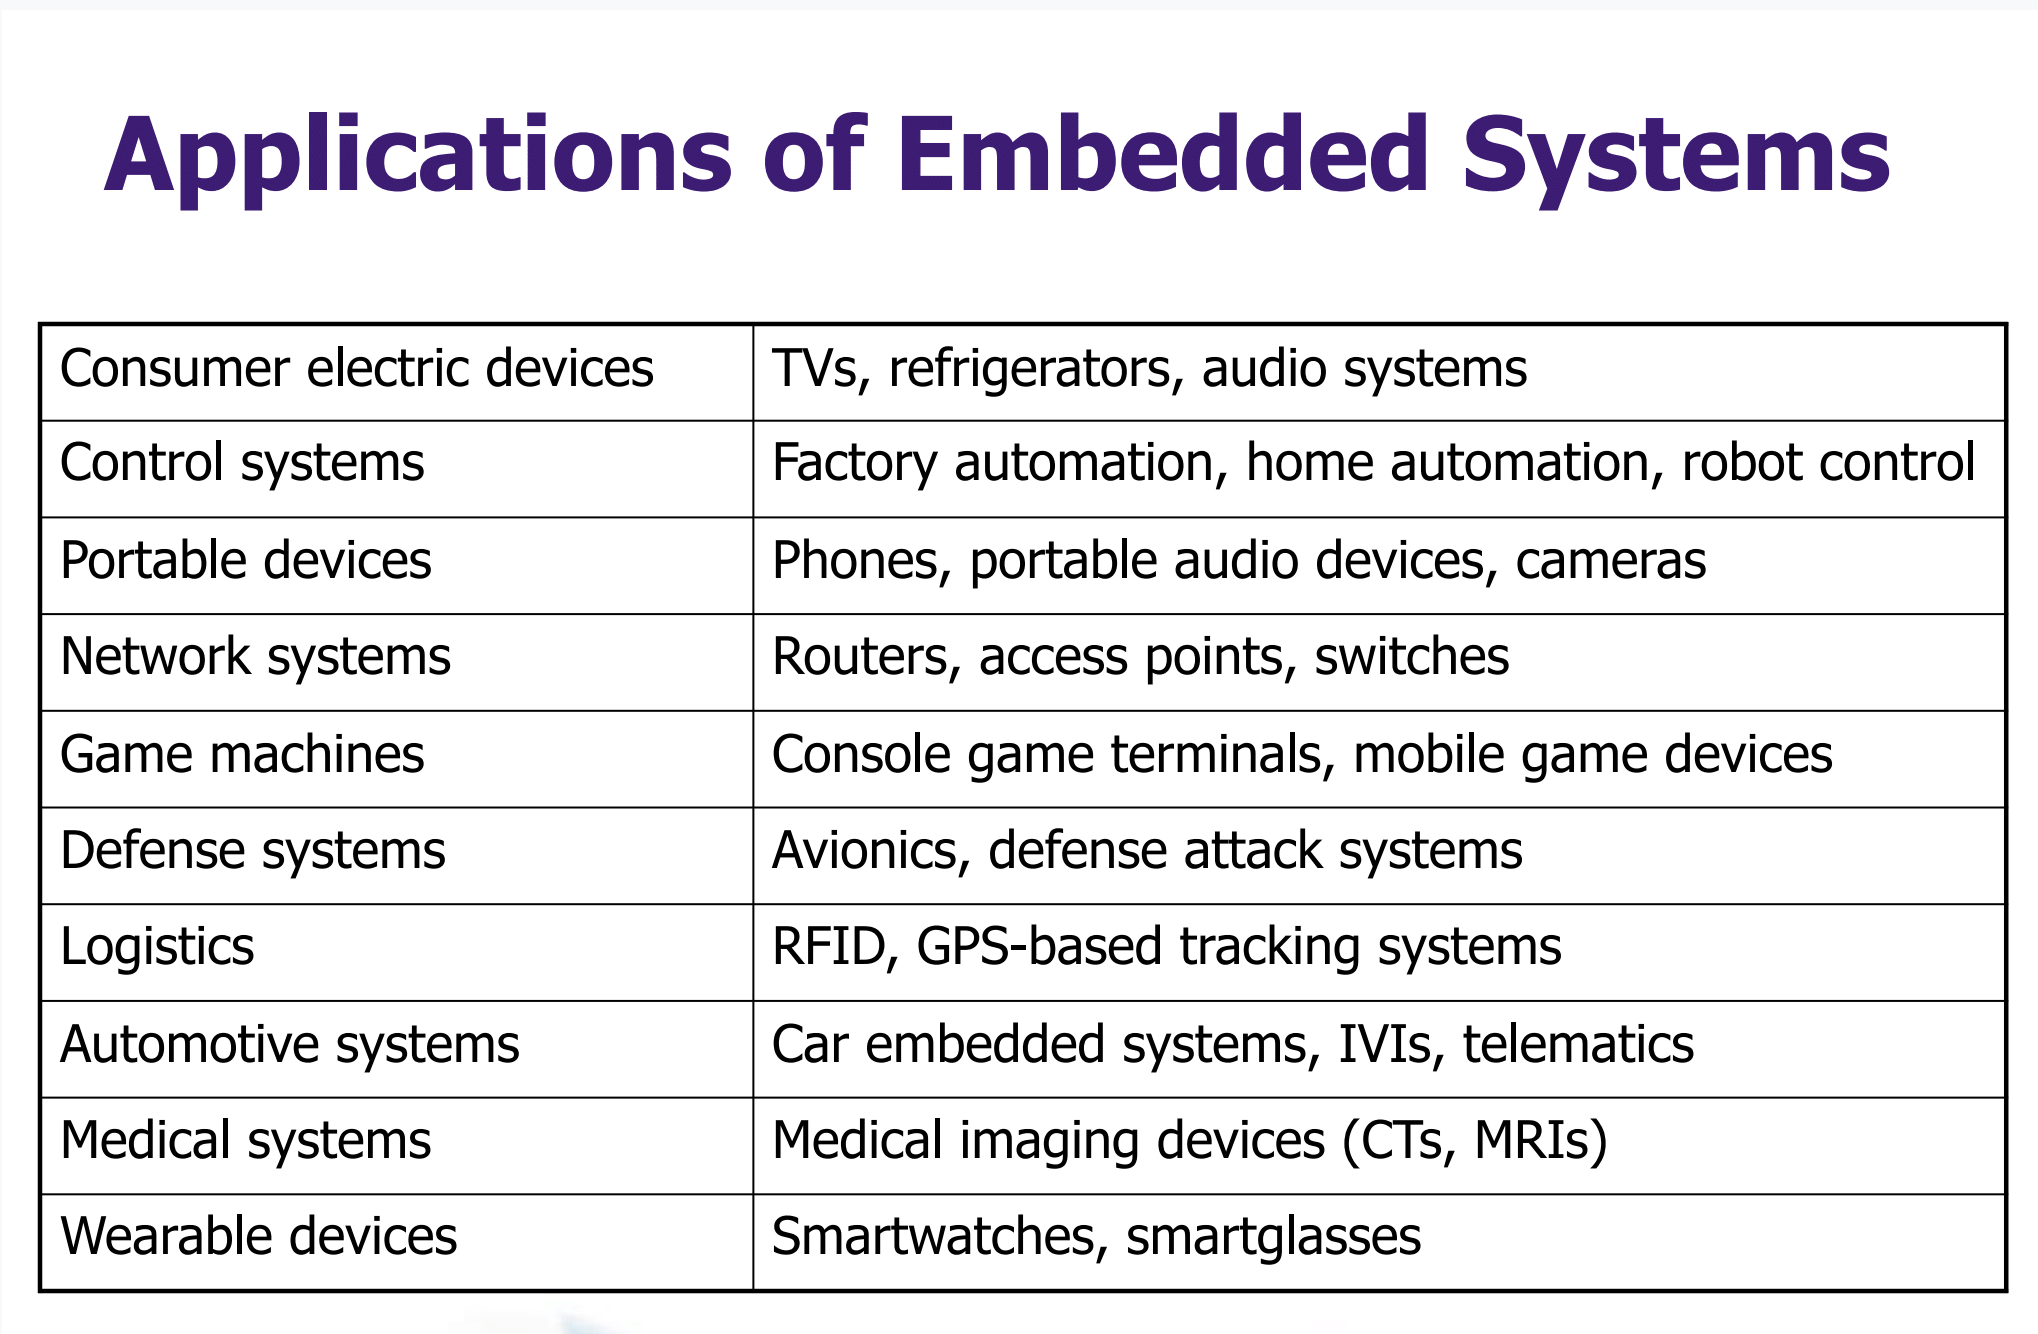 Applications of Embedded Systems
Consumer electric devices
TVs, refrigerators, audio systems
Control systems
Factory automation, home automation, robot control
Portable devices
Phones, portable audio devices, cameras
Network systems
Routers, access points, switches
Game machines
Console game terminals, mobile game devices
Defense systems
Avionics, defense attack systems
Logistics
RFID, GPS-based tracking systems
Automotive systems
Car embedded systems, IVIs, telematics
Medical systems
Medical imaging devices (CTs, MRIs)
Wearable devices
Smartwatches, smartglasses